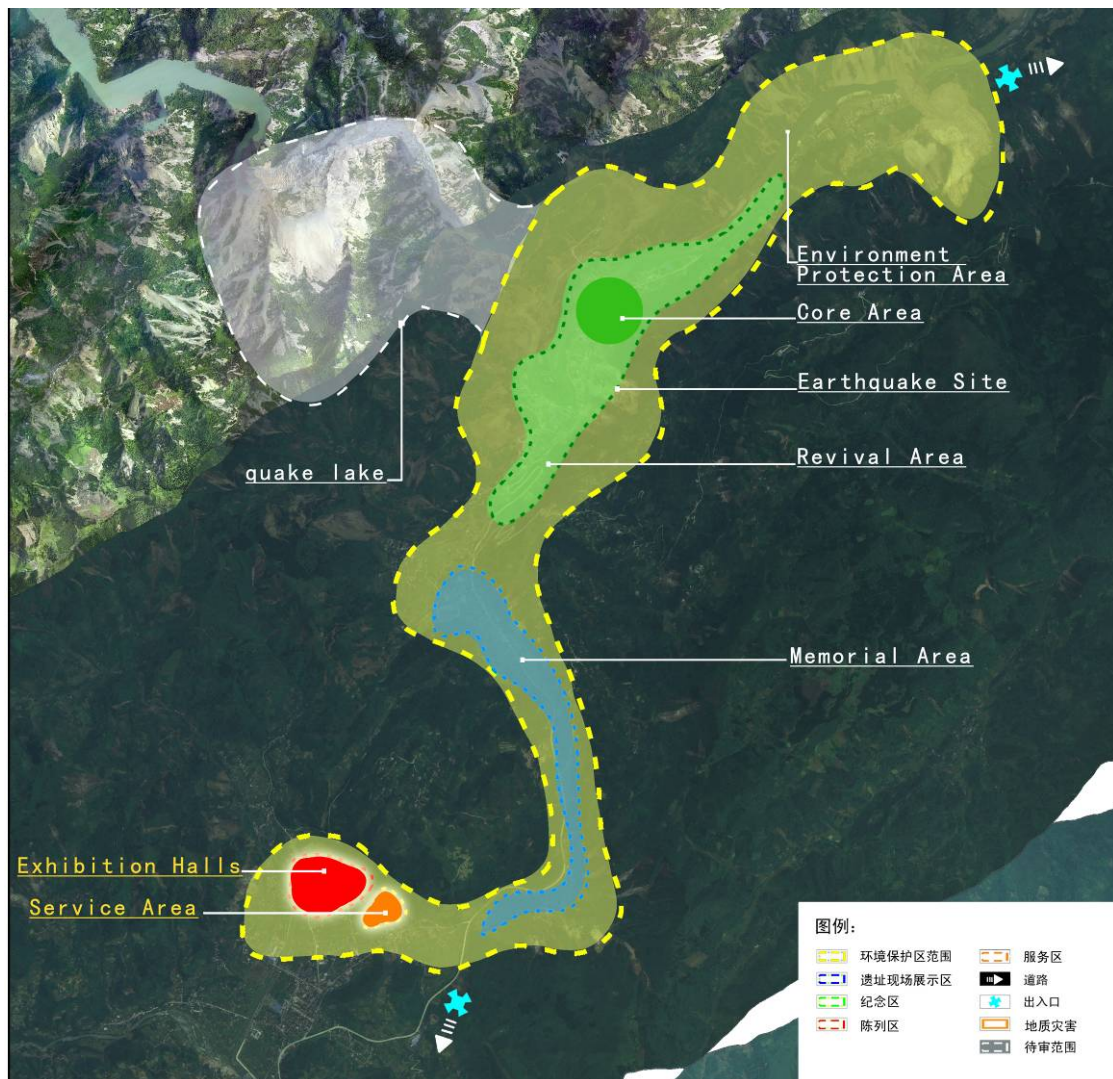 Environment
Protection Area
Core Area
Earthquake Site
Revival Area
quake lake
Memorial Area
Exhibition Halls
Service Area
图例：
环境保护区范围
遗址现场展示区
纪念区
陈列区
服务区
道路
出入口
地质灾害
待审范围